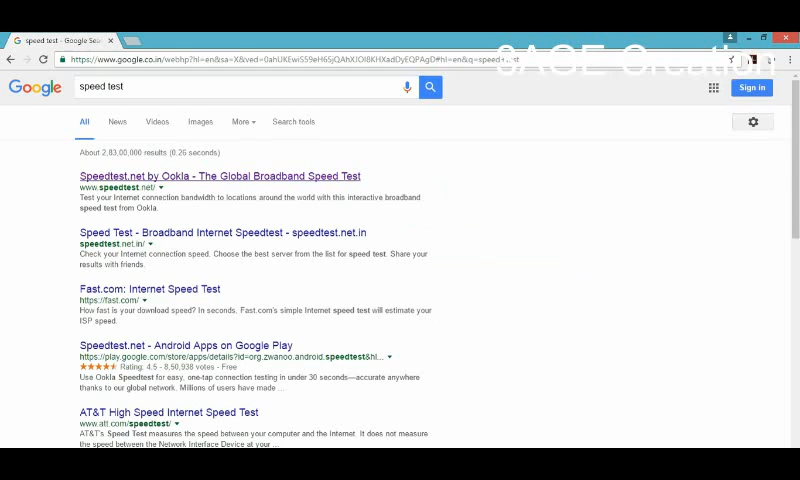 speed test - Google Sea
https://www.google.co.in/webhp?hl=en&sa=X&ved=
SAGE Creation
Google
speed test
Sign in
All News Videos Images More Search tools
About 2,83,00,000 results (0.26 seconds)
Speedtest.net by Ookla - The Global Broadband Speed Test
www.speedtest.net/
Test your Internet connection bandwidth to locations around the world with this interactive broadband
speed test from Ookla.
Speed Test - Broadband Internet Speedtest - speedtest.net.in
speedtest.net.in/
Check your Internet connection speed. Choose the best server from the list for speed test. Share your
results with friends.
Fast.com: Internet Speed Test
https://fast.com/
How fast is your download speed? In seconds, Fast.com's simple Internet speed test will estimate your
ISP speed.
Speedtest.net - Android Apps on Google Play
https://play.google.com/store/apps/details?id=org.zwanoo.android.speedtest&hl...
Rating: 4.5 - 8,50,938 votes - Free
Use Ookla Speedtest for easy, one-tap connection testing in under 30 seconds—accurate anywhere
thanks to our global network. Millions of users have made ...
AT&T High Speed Internet Speed Test
www.att.com/speedtest/
AT&T's Speed Test measures the speed between your computer and the Internet. It does not measure
the speed between the Network Interface Device at your ...